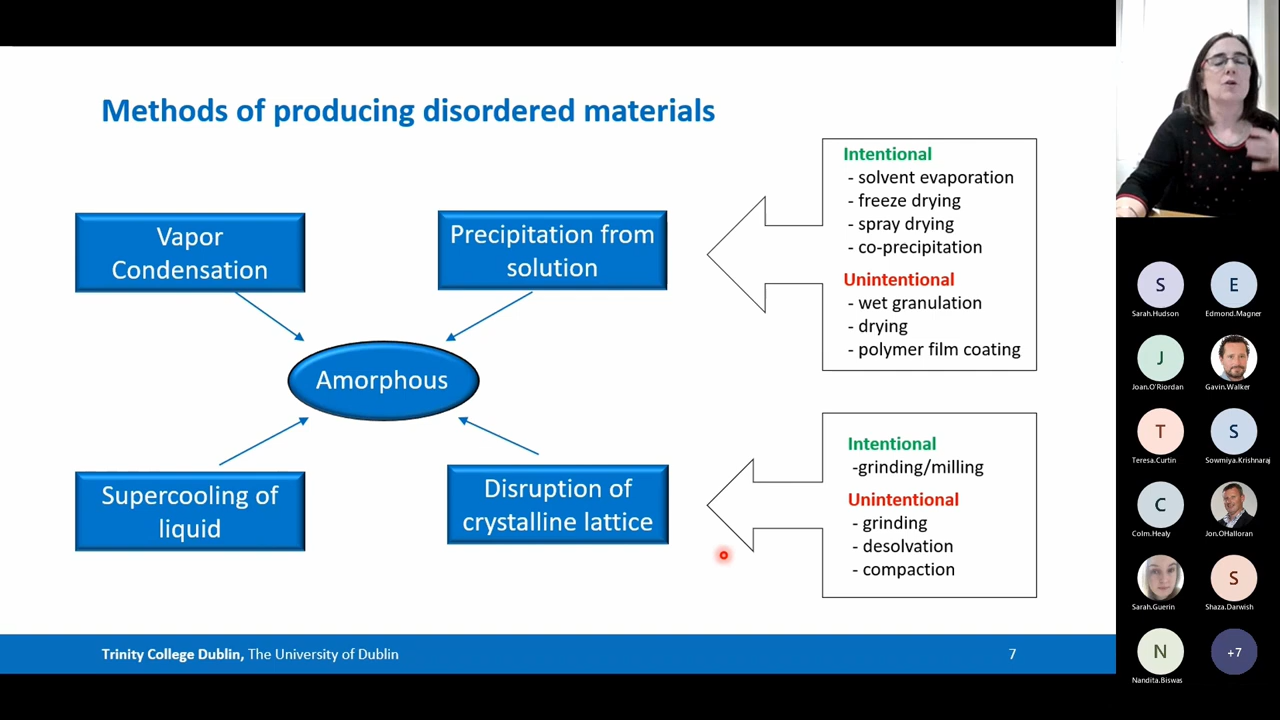 Methods of producing disordered materials
Vapor
Condensation
Precipitation from
solution
Amorphous
Supercooling of
liquid
Disruption of
crystalline lattice
Intentional
- solvent evaporation
- freeze drying
- spray drying
- co-precipitation
Unintentional
- wet granulation
- drying
- polymer film coating
Intentional
-grinding/milling
Unintentional
- grinding
- desolvation
- compaction
Trinity College Dublin, The University of Dublin
7
S
E
Sarah.Hudson
Edmond.Magner
J
Joan.O'Riordan
Gavin.Walker
T
S
Teresa.Curtin
Sowmiya.Krishnaraj
C
Colm.Healy
Jon.OHalloran
S
Sarah.Guerin
Shaza.Darwish
N
+7
Nandita.Biswas